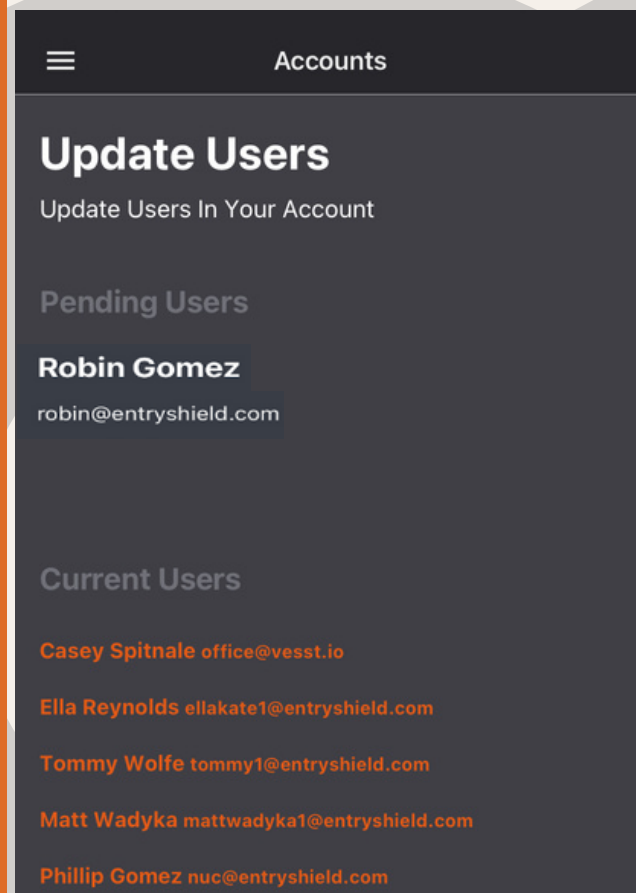 Accounts
Update Users
Update Users In Your Account
Pending Users
Robin Gomez
robin@entryshield.com
Current Users
Casey Spitnale office@vesst.io
Ella Reynolds ellakate1@entryshield.com
Tommy Wolfe tommy1@entryshield.com
Matt Wadyka mattwadyka1@entryshield.com
Phillip Gomez nuc@entryshield.com